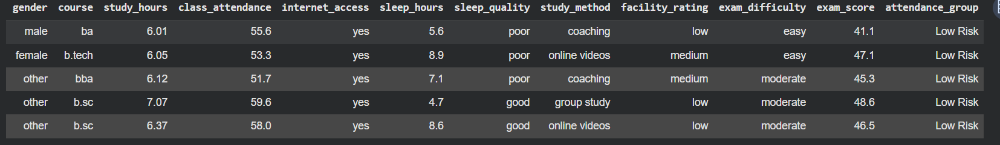 gender course study_hours class_attendance internet_access sleep_hours sleep_quality study_method facility_rating exam_difficulty exam_score attendance_group
male ba 6.01 55.6 yes 5.6 poor coaching low easy 41.1 Low Risk
female b.tech 6.05 53.3 yes 8.9 poor online videos medium easy 47.1 Low Risk
other bba 6.12 51.7 yes 7.1 poor coaching medium moderate 45.3 Low Risk
other b.sc 7.07 59.6 yes 4.7 good group study low moderate 48.6 Low Risk
other b.sc 6.37 58.0 yes 8.6 good online videos low moderate 46.5 Low Risk